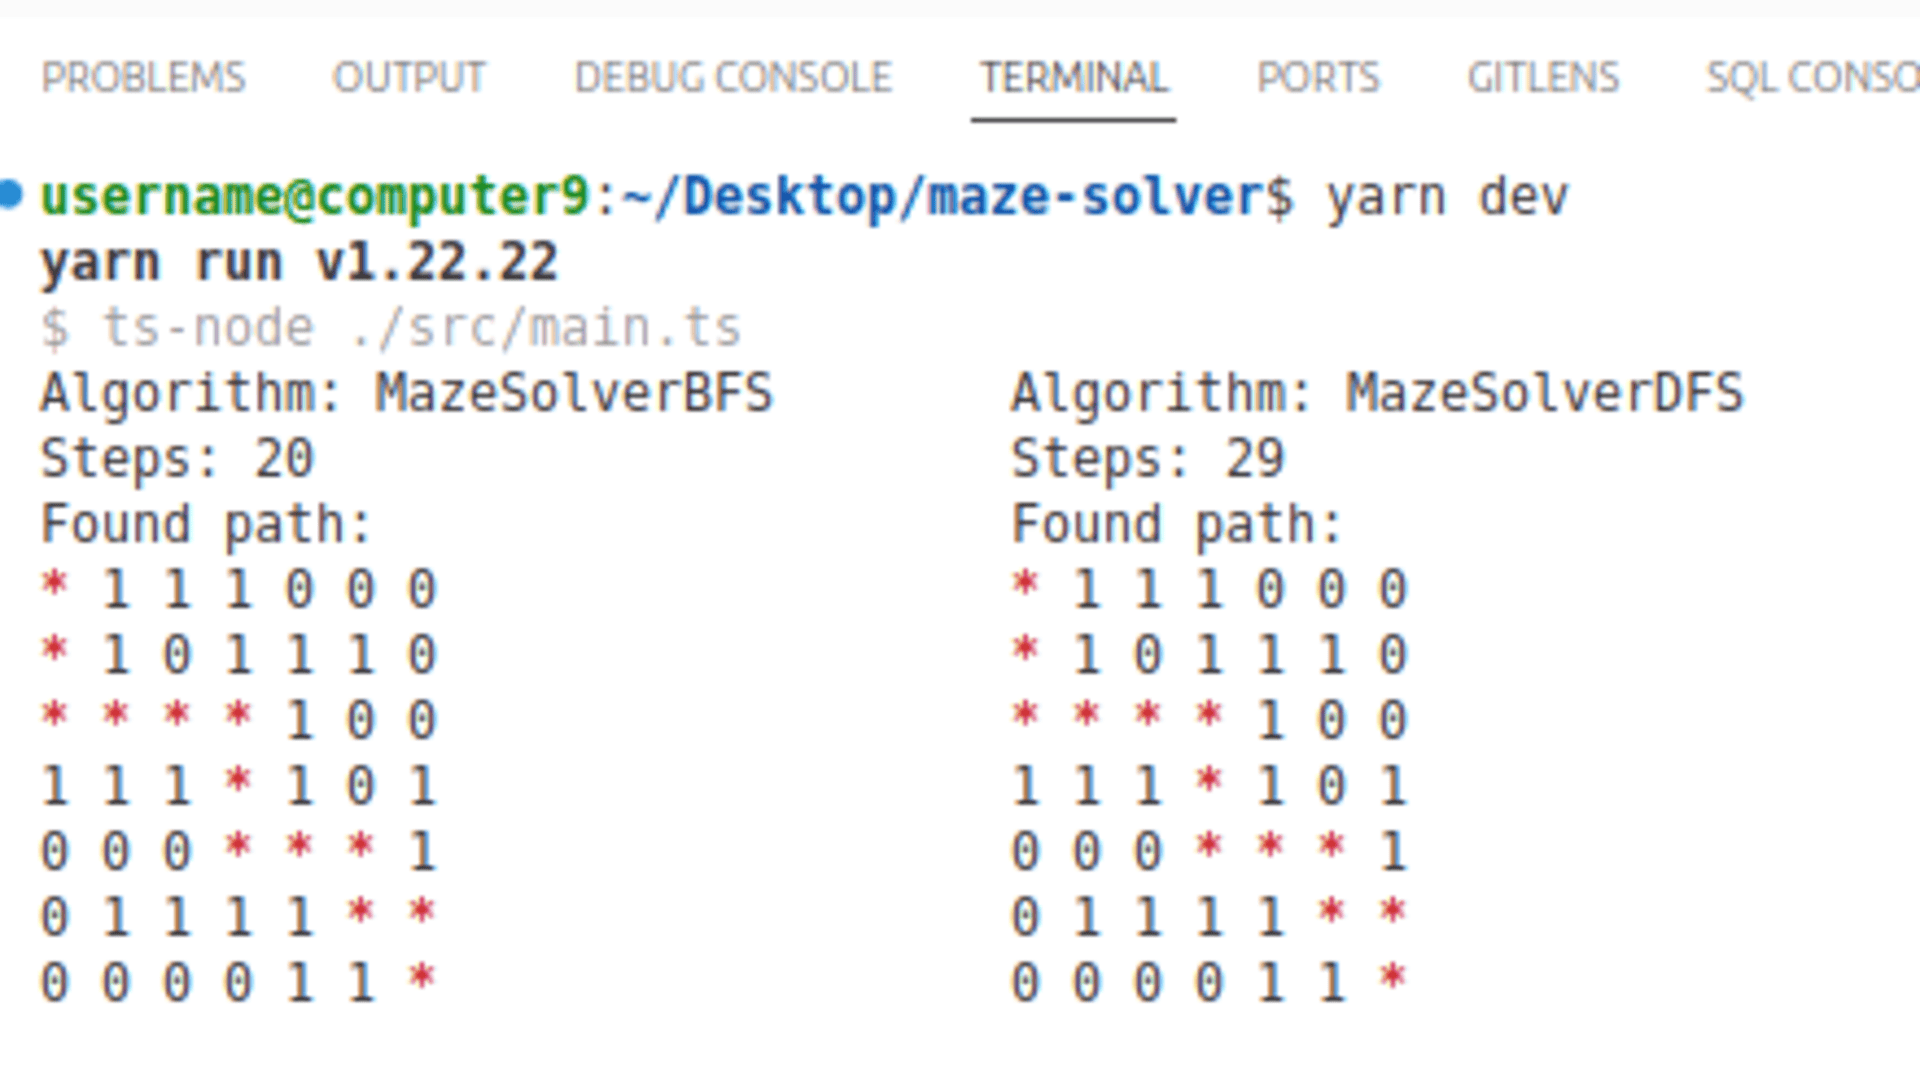 PROBLEMS OUTPUT DEBUG CONSOLE TERMINAL PORTS GITLENS SQL CONSO
username@computer9:~/Desktop/maze-solver$ yarn dev
yarn run v1.22.22
$ ts-node ./src/main.ts
Algorithm: MazeSolverBFS Algorithm: MazeSolverDFS
Steps: 20 Steps: 29
Found path: Found path:
* 1 1 1 0 0 0 * 1 1 1 0 0 0
* 1 0 1 1 1 0 * 1 0 1 1 1 0
* * * * 1 0 0 * * * * 1 0 0
1 1 1 * 1 0 1 1 1 1 * 1 0 1
0 0 0 * * * 1 0 0 0 * * * 1
0 1 1 1 1 * * 0 1 1 1 1 * *
0 0 0 0 1 1 * 0 0 0 0 1 1 *